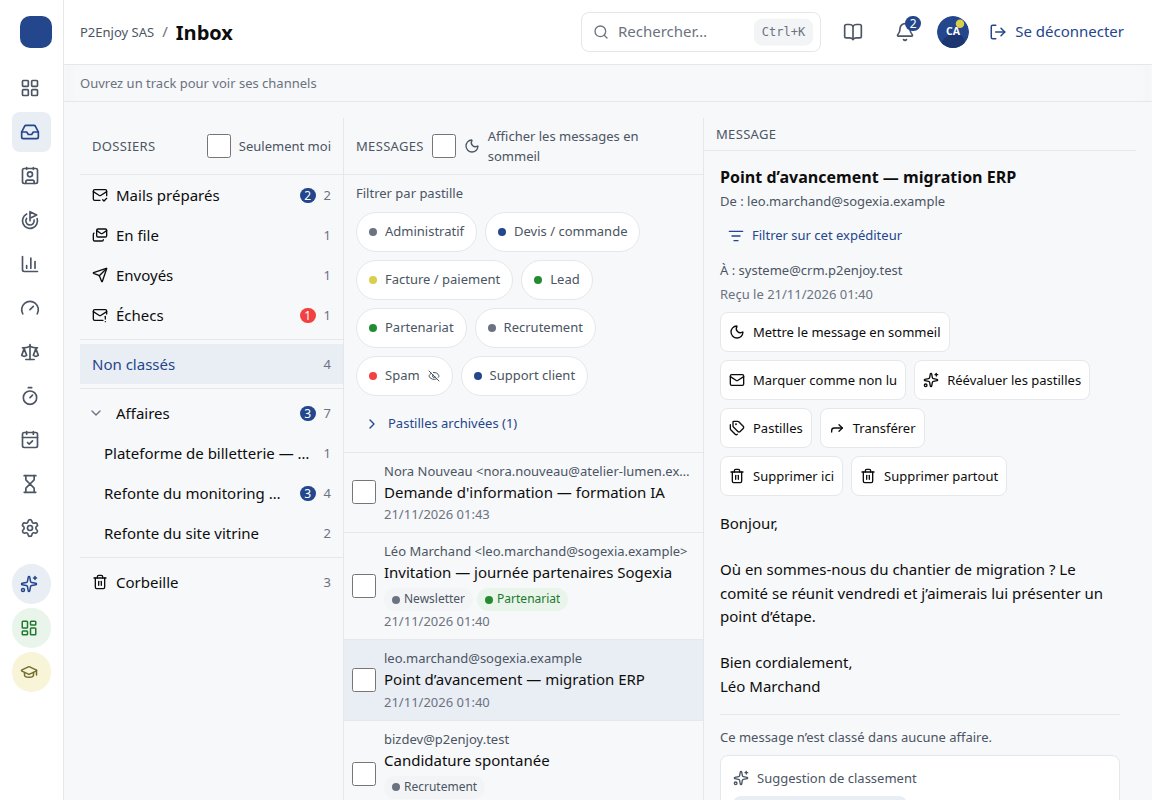 P2Enjoy SAS / Inbox
Rechercher... Ctrl+K
2
CA
Se déconnecter
Ouvrez un track pour voir ses channels
DOSSIERS
Seulement moi
Mails préparés 2 2
En file 1
Envoyés 1
Échecs 1 1
Non classés 4
Affaires 3 7
Plateforme de billetterie — ... 1
Refonte du monitoring ... 3 4
Refonte du site vitrine 2
Corbeille 3
MESSAGES
Afficher les messages en
sommeil
Filtrer par pastille
Administratif
Devis / commande
Facture / paiement
Lead
Partenariat
Recrutement
Spam
Support client
Pastilles archivées (1)
Nora Nouveau <nora.nouveau@atelier-lumen.ex...
Demande d'information — formation IA
21/11/2026 01:43
Léo Marchand <leo.marchand@sogexia.example>
Invitation — journée partenaires Sogexia
Newsletter
Partenariat
21/11/2026 01:40
leo.marchand@sogexia.example
Point d’avancement — migration ERP
21/11/2026 01:40
bizdev@p2enjoy.test
Candidature spontanée
Recrutement
MESSAGE
Point d’avancement — migration ERP
De : leo.marchand@sogexia.example
Filtrer sur cet expéditeur
À : systeme@crm.p2enjoy.test
Reçu le 21/11/2026 01:40
Mettre le message en sommeil
Marquer comme non lu
Réévaluer les pastilles
Pastilles
Transférer
Supprimer ici
Supprimer partout
Bonjour,
Où en sommes-nous du chantier de migration ? Le
comité se réunit vendredi et j’aimerais lui présenter un
point d’étape.
Bien cordialement,
Léo Marchand
Ce message n’est classé dans aucune affaire.
Suggestion de classement